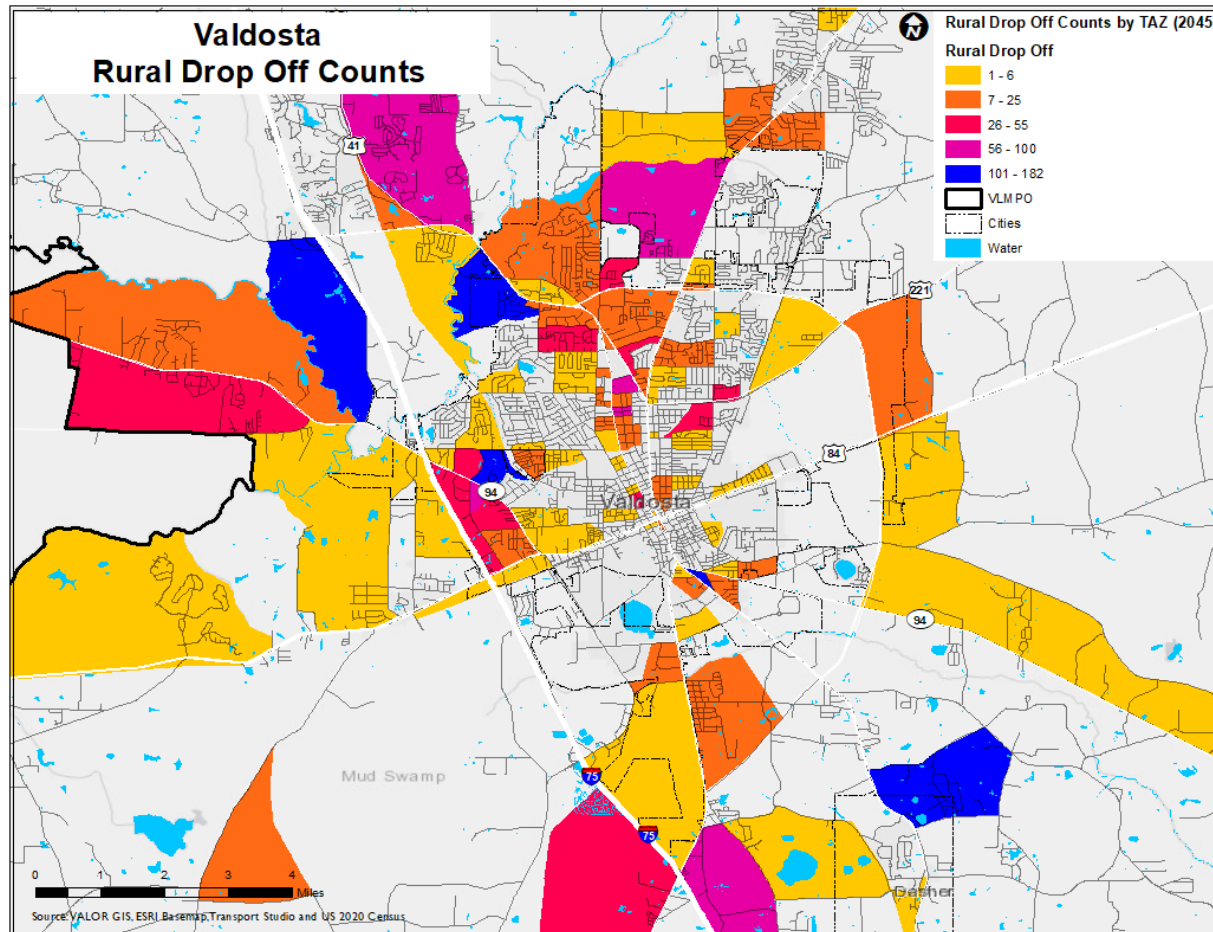 Valdosta
Rural Drop Off Counts
N
Rural Drop Off Counts by TAZ (2045
Rural Drop Off
1 - 6
7 - 25
26 - 55
56 - 100
101 - 182
VLMPO
Cities
Water
41
221
84
94
Valdosta
94
Mud Swamp
75
75
Dasher
0 1 2 3 4
Miles
Source: VALOR GIS, ESRI Basemap,Transport Studio and US 2020 Census